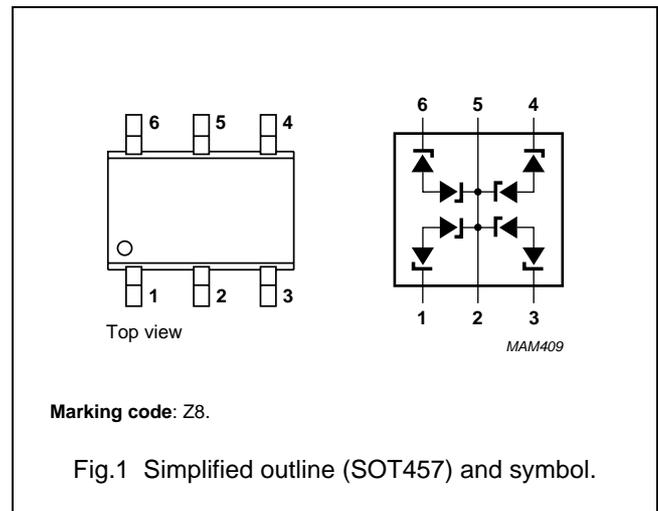 6 5 4
1 2 3
Top view
6 5 4
1 2 3
MAM409
Marking code: Z8.
Fig.1 Simplified outline (SOT457) and symbol.